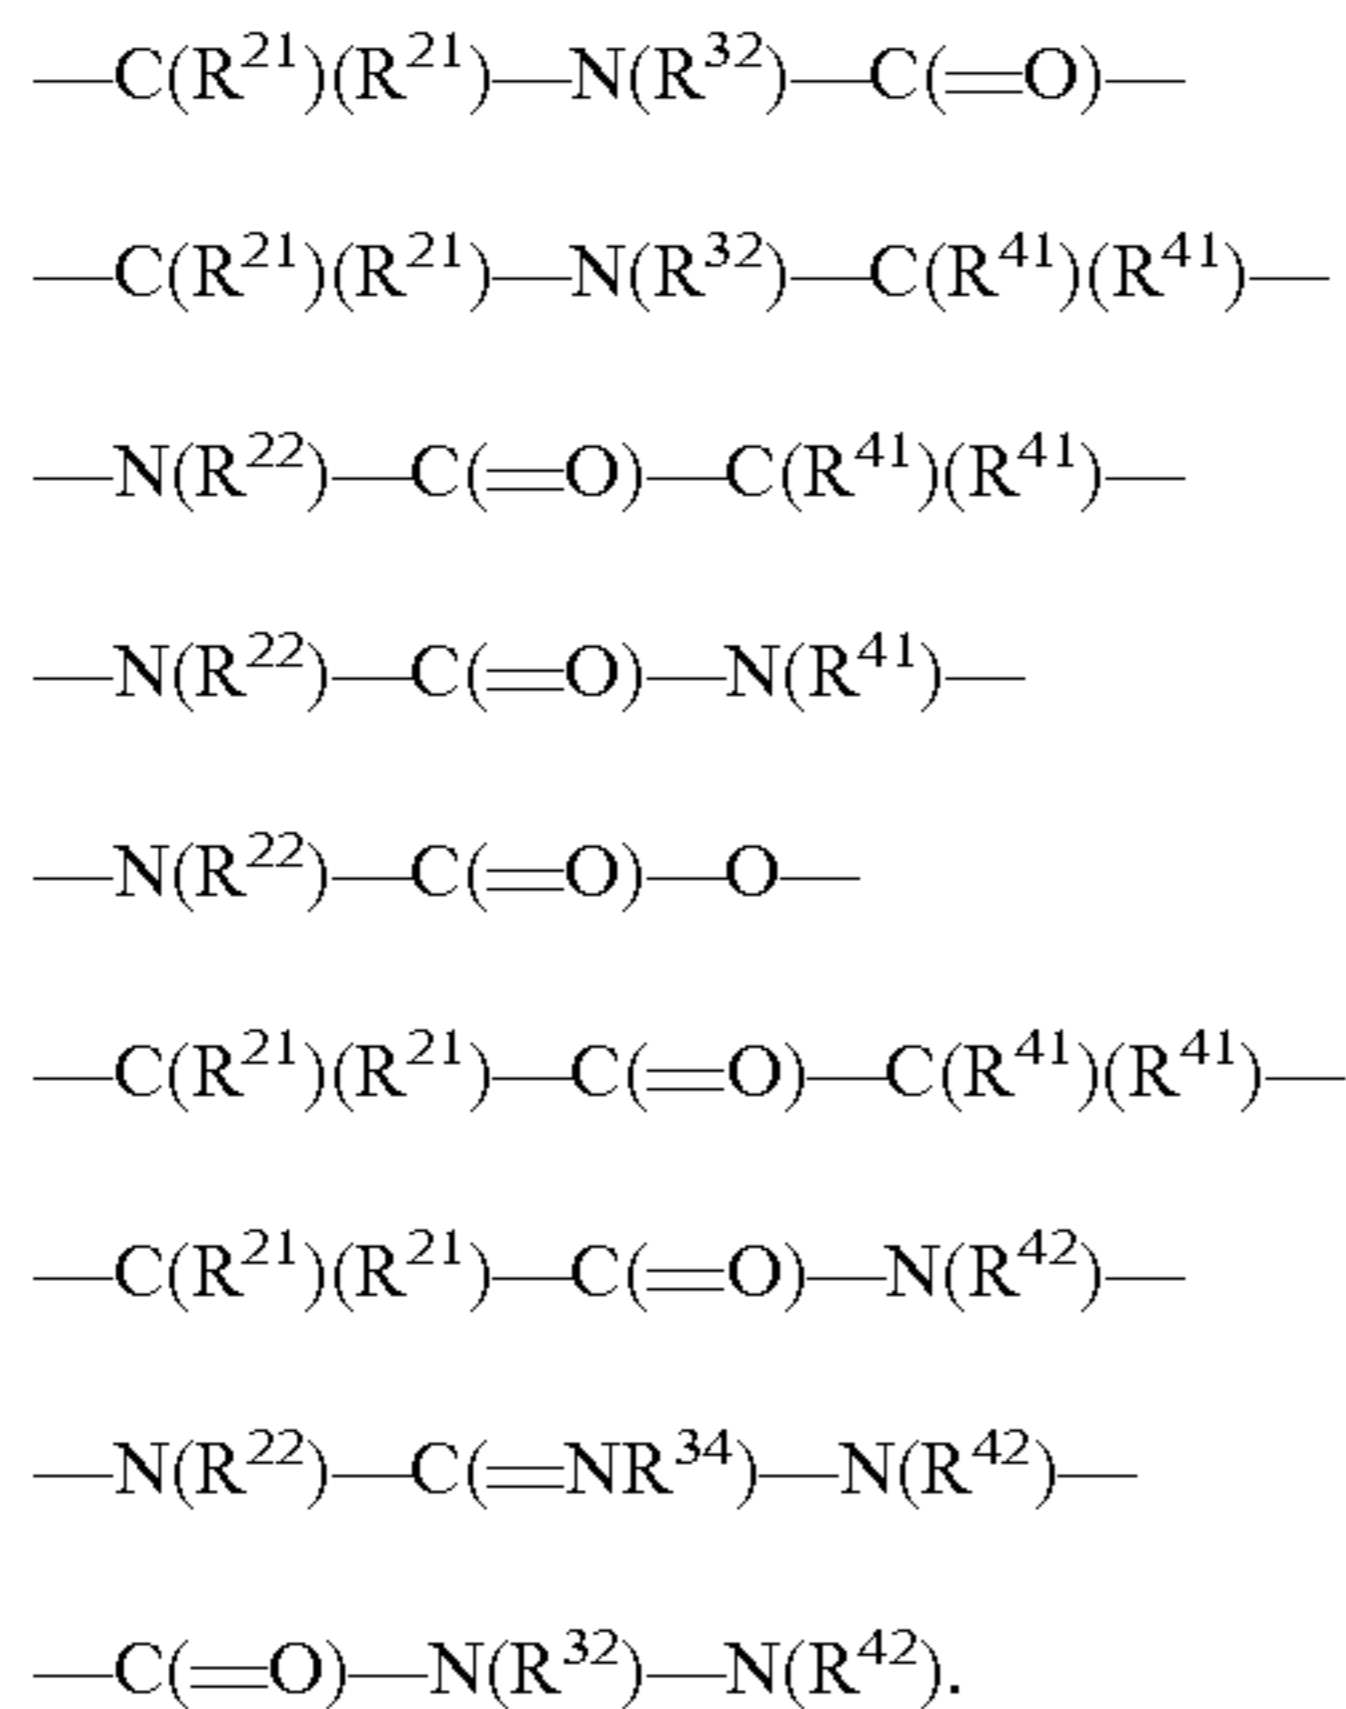 —C(R²¹)(R²¹)—N(R³²)—C(═O)—
—C(R²¹)(R²¹)—N(R³²)—C(R⁴¹)(R⁴¹)—
—N(R²²)—C(═O)—C(R⁴¹)(R⁴¹)—
—N(R²²)—C(═O)—N(R⁴¹)—
—N(R²²)—C(═O)—O—
—C(R²¹)(R²¹)—C(═O)—C(R⁴¹)(R⁴¹)—
—C(R²¹)(R²¹)—C(═O)—N(R⁴²)—
—N(R²²)—C(═NR³⁴)—N(R⁴²)—
—C(═O)—N(R³²)—N(R⁴²).